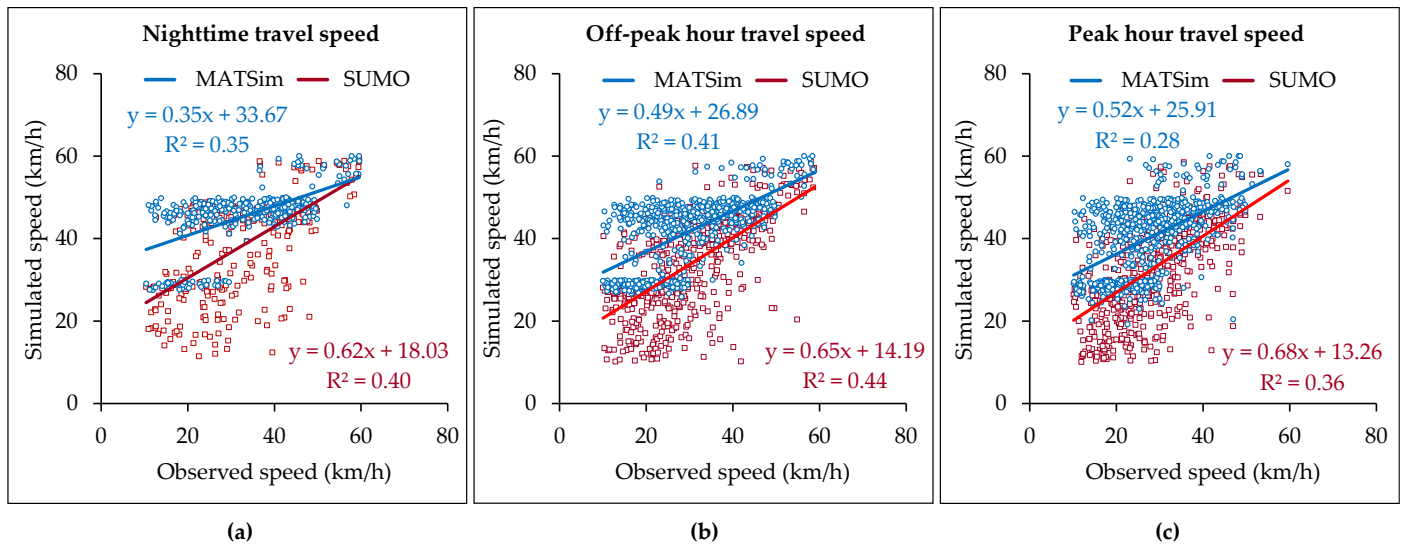 Nighttime travel speed
80
MATSim SUMO
y = 0.35x + 33.67
R² = 0.35
60
40
20
0
y = 0.62x + 18.03
R² = 0.40
0 20 40 60 80
Simulated speed (km/h)
Observed speed (km/h)
(a)
Off-peak hour travel speed
80
MATSim SUMO
y = 0.49x + 26.89
R² = 0.41
60
40
20
0
y = 0.65x + 14.19
R² = 0.44
0 20 40 60 80
Simulated speed (km/h)
Observed speed (km/h)
(b)
Peak hour travel speed
80
MATSim SUMO
y = 0.52x + 25.91
R² = 0.28
60
40
20
0
y = 0.68x + 13.26
R² = 0.36
0 20 40 60 80
Simulated speed (km/h)
Observed speed (km/h)
(c)